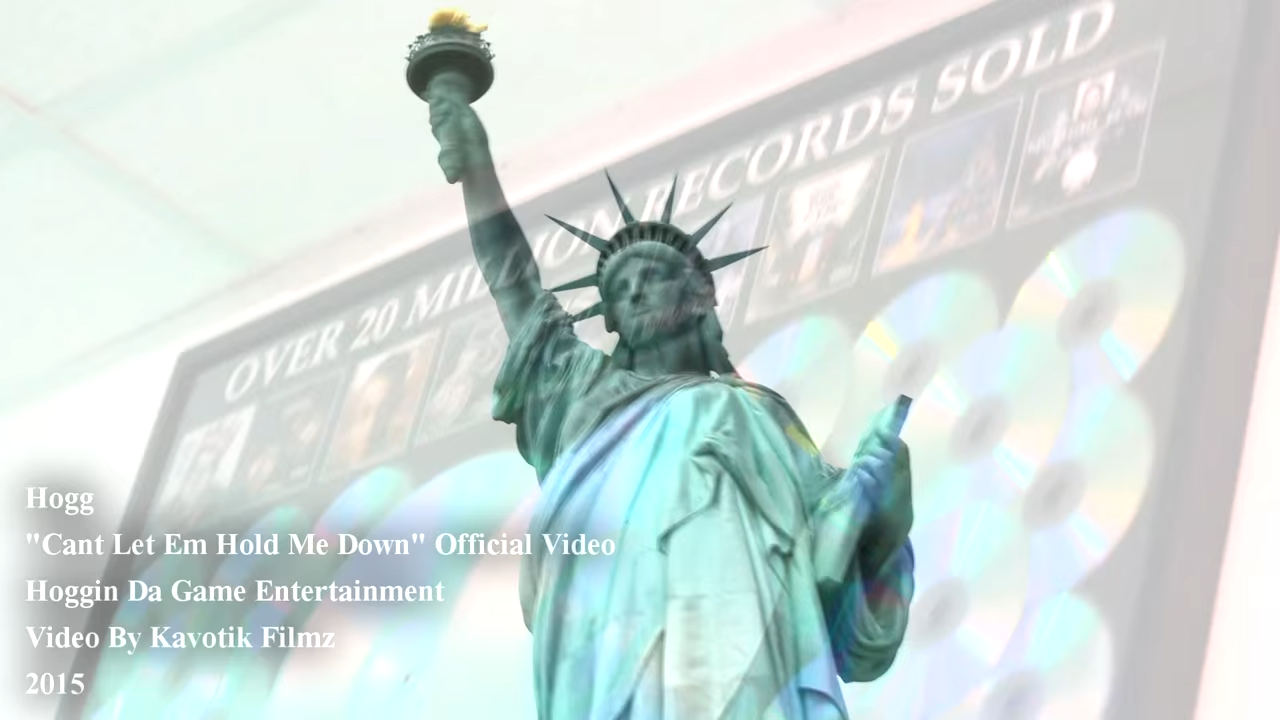 OVER 20 MILLION RECORDS SOLD
Hogg
"Cant Let Em Hold Me Down" Official Video
Hoggin Da Game Entertainment
Video By Kavotik Filmz
2015